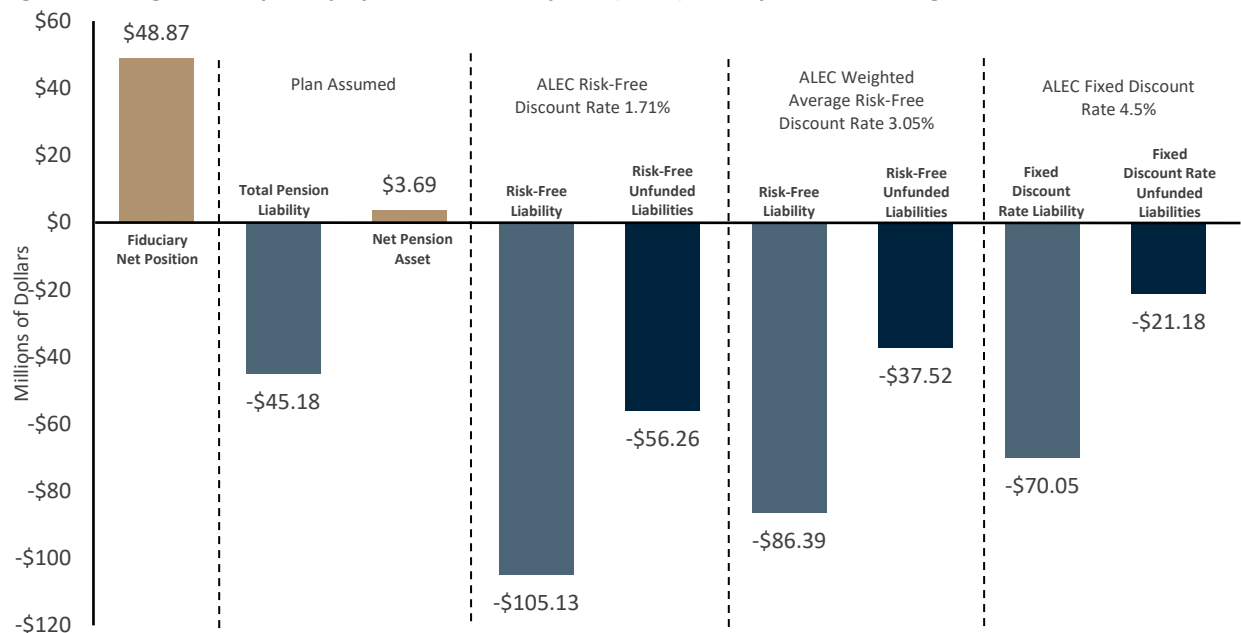 $60
$40
$20
$0
-$20
-$40
-$60
-$80
-$100
-$120
Millions of Dollars
$48.87
Fiduciary
Net Position
Plan Assumed
Total Pension
Liability
-$45.18
$3.69
Net Pension
Asset
ALEC Risk-Free
Discount Rate 1.71%
Risk-Free
Liability
-$105.13
Risk-Free
Unfunded
Liabilities
-$56.26
ALEC Weighted
Average Risk-Free
Discount Rate 3.05%
Risk-Free
Liability
-$86.39
Risk-Free
Unfunded
Liabilities
-$37.52
ALEC Fixed Discount
Rate 4.5%
Fixed
Discount
Rate Liability
-$70.05
Fixed
Discount Rate
Unfunded
Liabilities
-$21.18